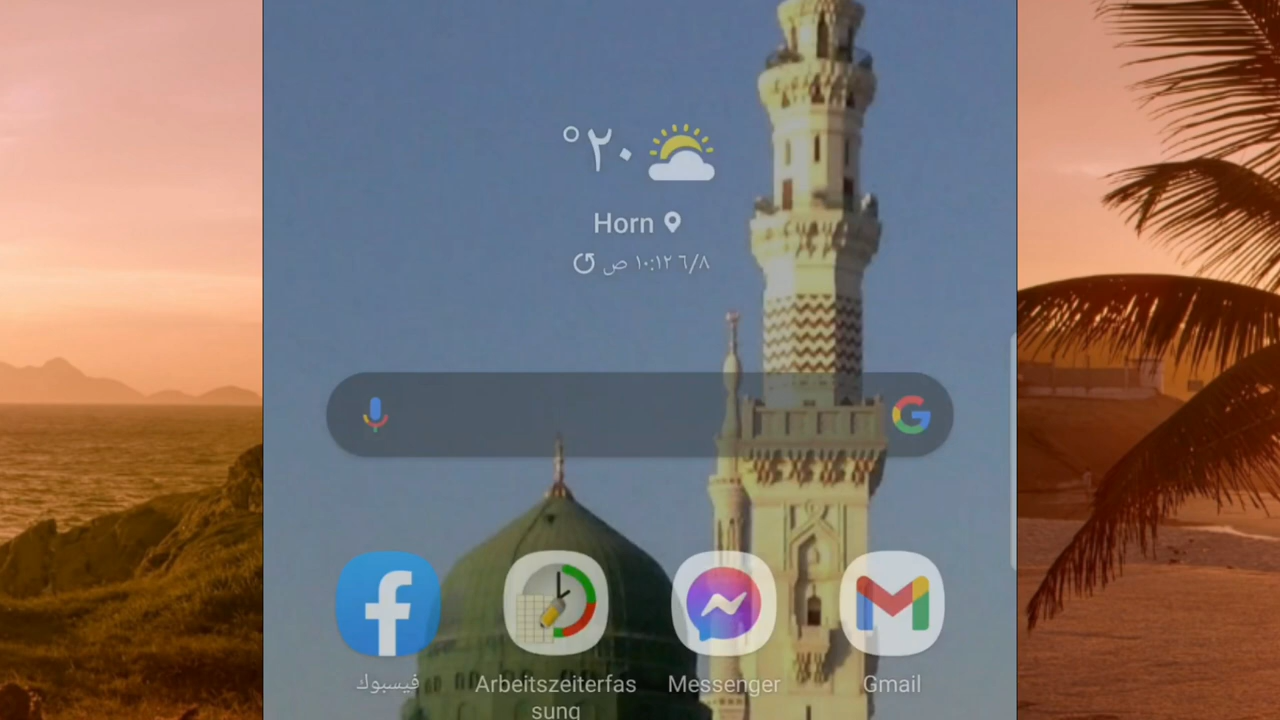 ٢٠°
Horn
٦/٨ ١٠:١٢ ص
فيسبوك
Arbeitszeiterfas
sung
Messenger
Gmail